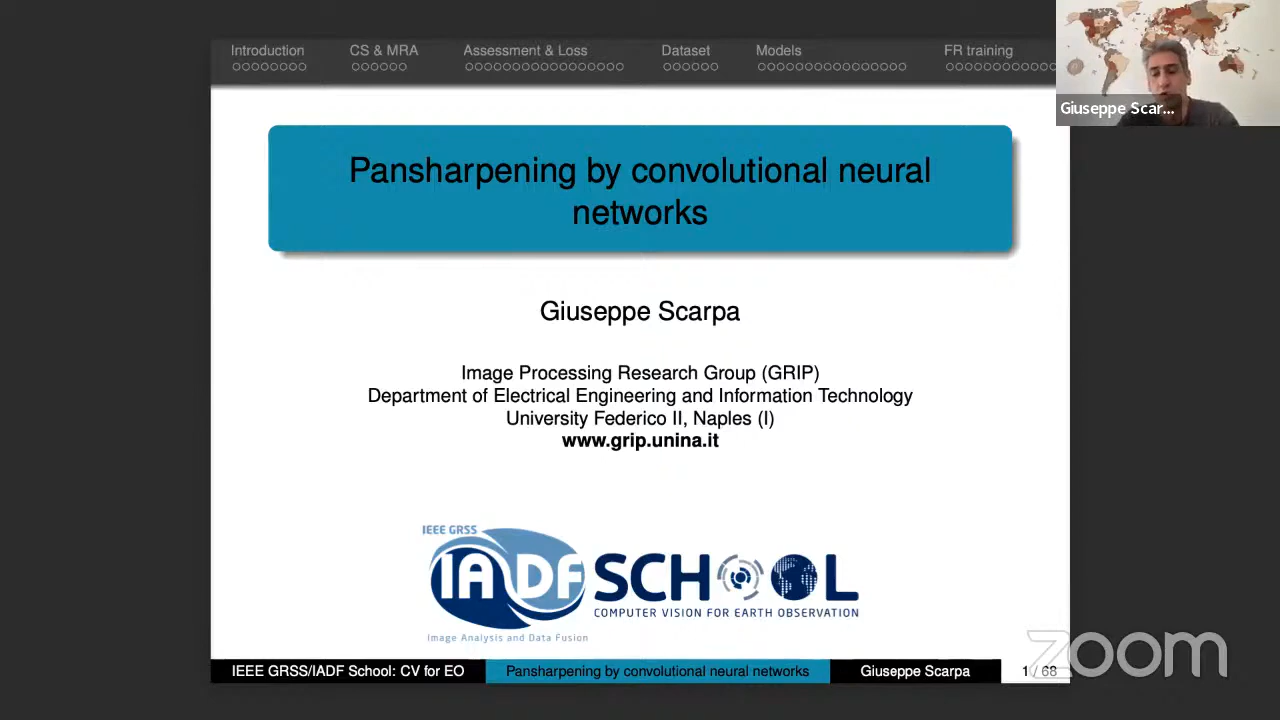 Introduction CS & MRA Assessment & Loss Dataset Models FR training
Giuseppe Scar...
Pansharpening by convolutional neural
networks
Giuseppe Scarpa
Image Processing Research Group (GRIP)
Department of Electrical Engineering and Information Technology
University Federico II, Naples (I)
www.grip.unina.it
IEEE GRSS
IADF SCHOOL
COMPUTER VISION FOR EARTH OBSERVATION
Image Analysis and Data Fusion
IEEE GRSS/IADF School: CV for EO Pansharpening by convolutional neural networks Giuseppe Scarpa 1 / 68
zoom